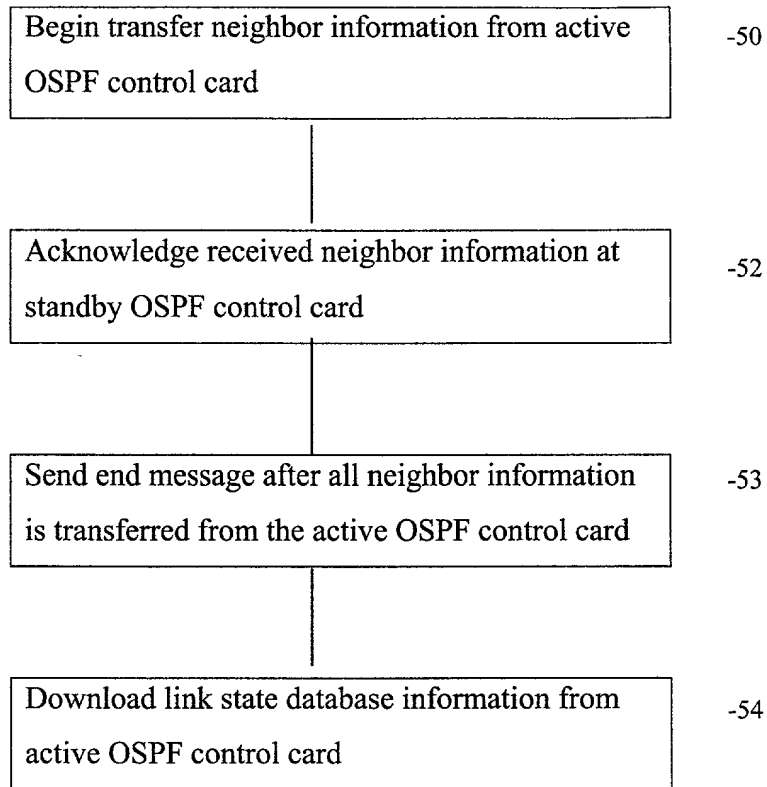 Begin transfer neighbor information from active
-50
OSPF control card
Acknowledge received neighbor information at
-52
standby OSPF control card
Send end message after all neighbor information
-53
is transferred from the active OSPF control card
Download link state database information from
-54
active OSPF control card